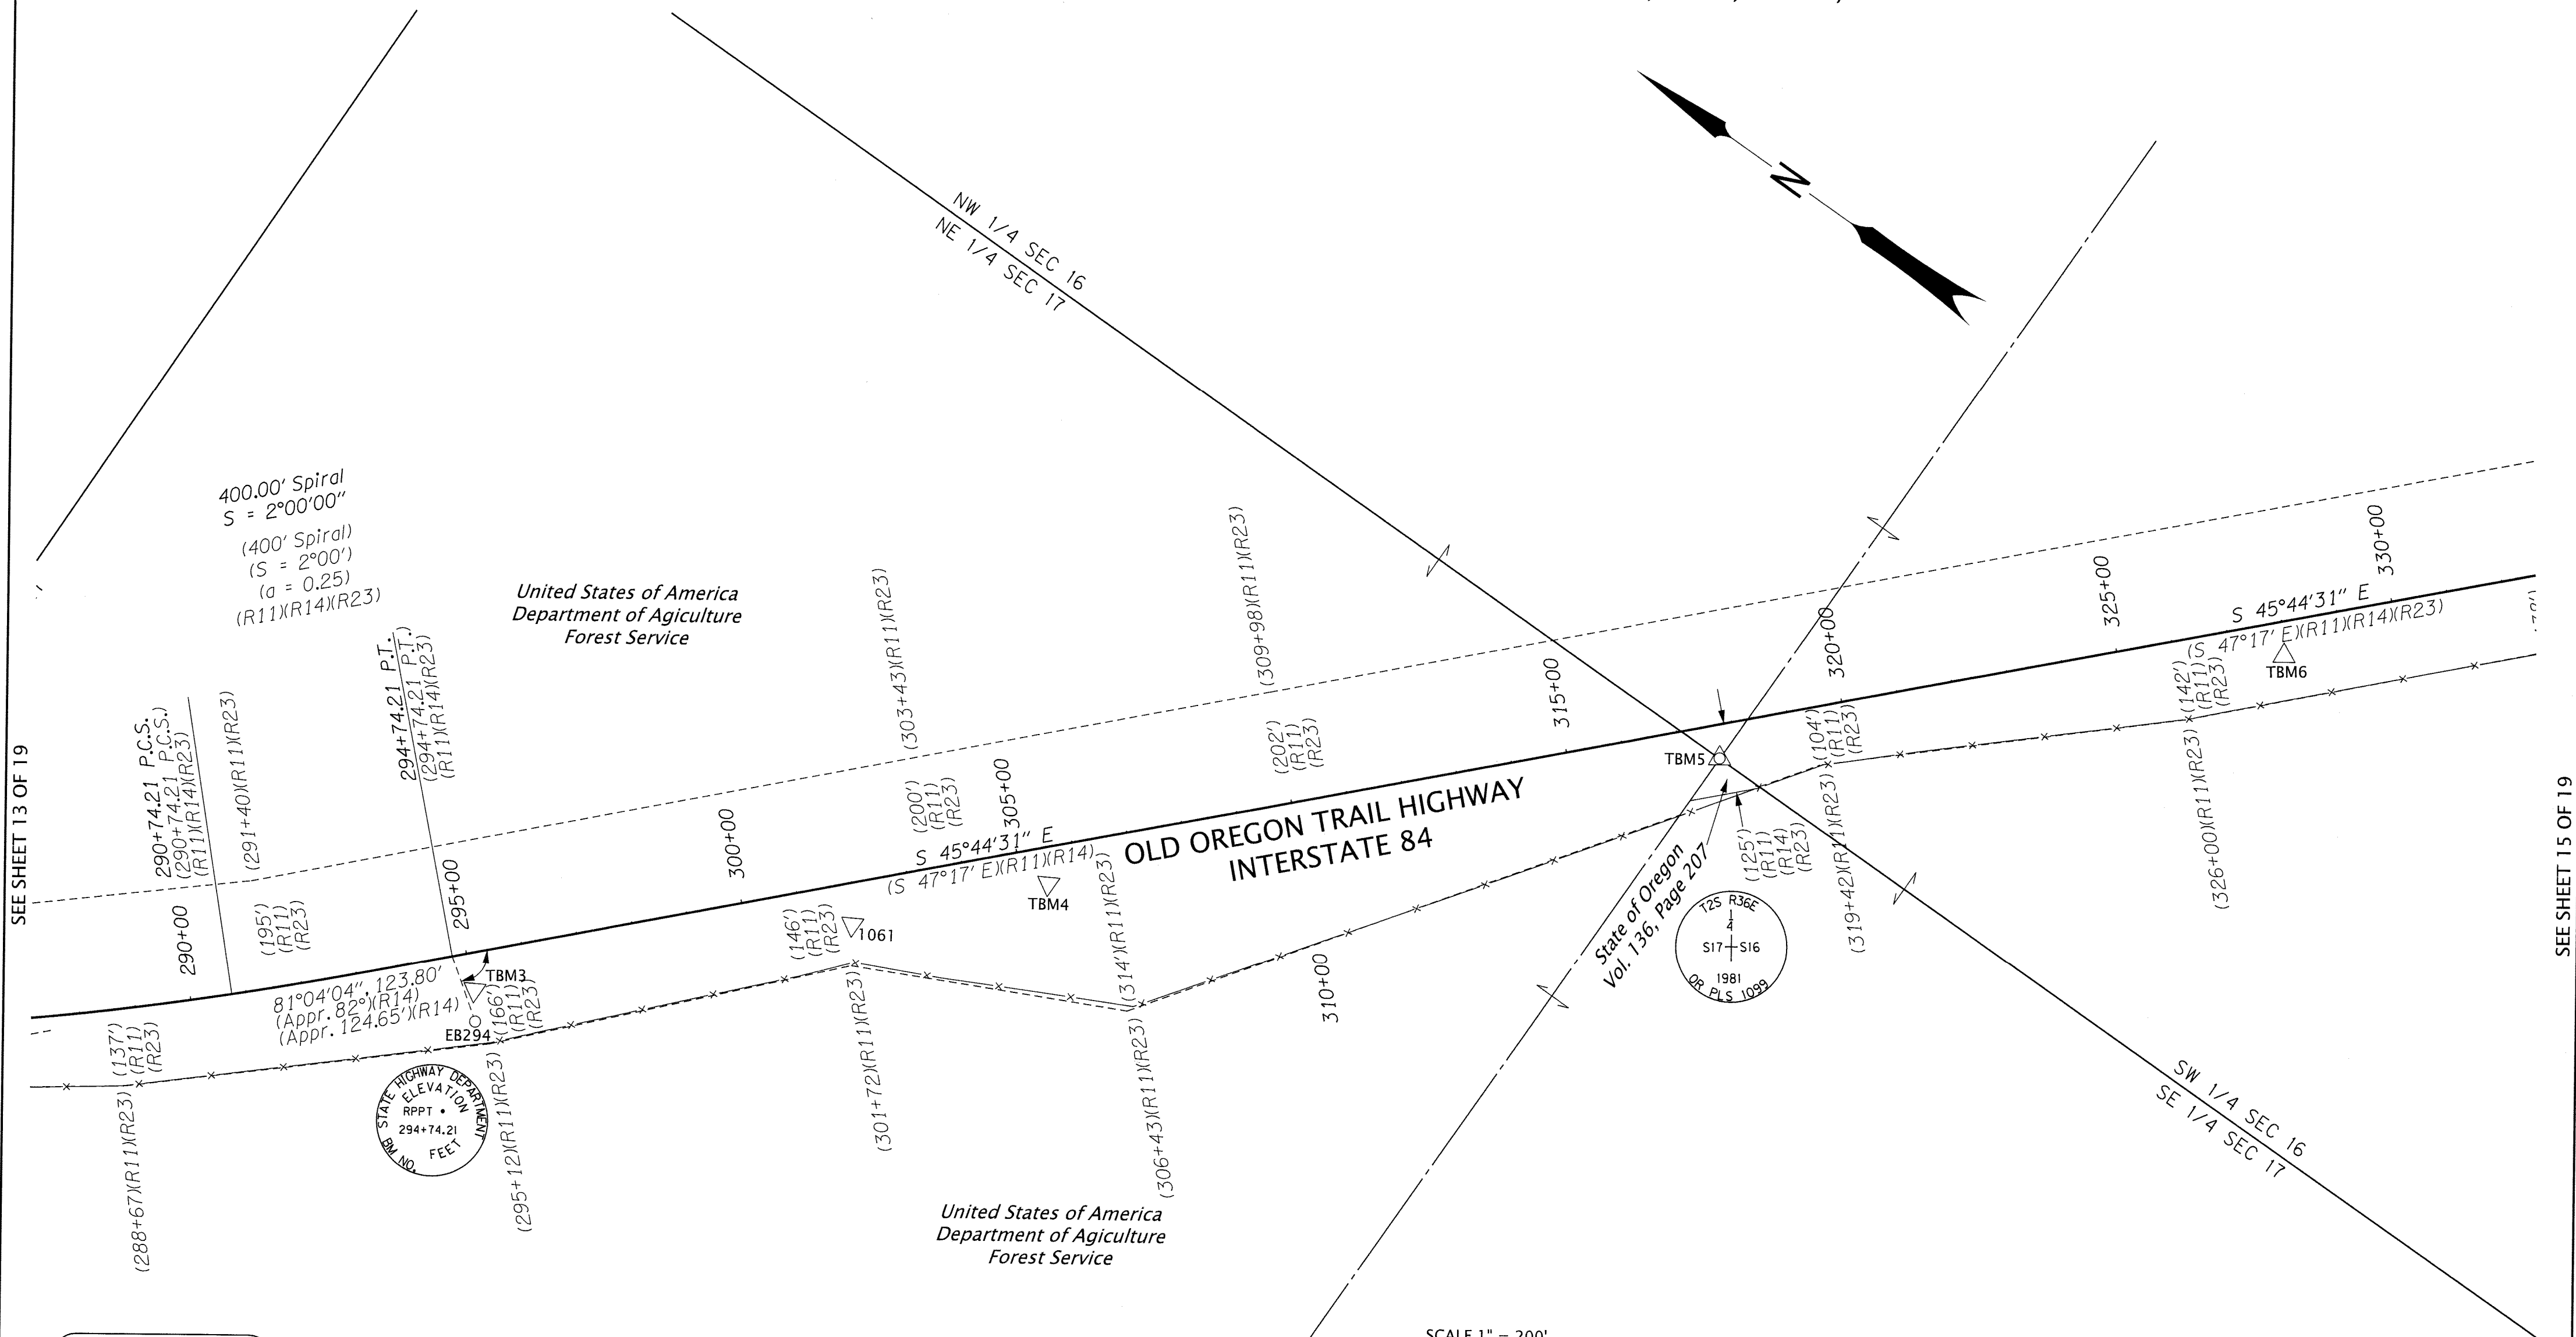 N
NW 1/4 SEC 16
NE 1/4 SEC 17
400.00' Spiral
S = 2°00'00"
(400' Spiral)
(S = 2°00')
(a = 0.25)
(R11)(R14)(R23)
United States of America
Department of Agiculture
Forest Service
SEE SHEET 13 OF 19
290+74.21 P.C.S.
(290+74.21 P.C.S.)
(R11)(R14)(R23)
(291+40)(R11)(R23)
294+74.21 P.T.
(294+74.21 P.T.)
(R11)(R14)(R23)
(303+43)(R11)(R23)
(309+98)(R11)(R23)
290+00
(195')
(R11)
(R23)
295+00
300+00
(200')
(R11)
(R23)
305+00
(202')
(R11)
(R23)
315+00
320+00
325+00
330+00
S 45°44'31" E
(S 47°17' E)(R11)(R14)(R23)
TBM6
S 45°44'31" E
(S 47°17' E)(R11)(R14)
TBM4
OLD OREGON TRAIL HIGHWAY
INTERSTATE 84
TBM5
(104')
(R11)
(R23)
(142')
(R11)
(R23)
SEE SHEET 15 OF 19
81°04'04", 123.80'
(Appr. 82°)(R14)
(Appr. 124.65')(R14)
TBM3
EB294
(166')
(R11)
(R23)
(146')
(R11)
(R23)
1061
(314')(R11)(R23)
310+00
(137')
(R11)
(R23)
(288+67)(R11)(R23)
STATE HIGHWAY DEPARTMENT
ELEVATION
RPPT
294+74.21
FEET
BM NO.
(295+12)(R11)(R23)
(301+72)(R11)(R23)
(306+43)(R11)(R23)
State of Oregon
Vol. 136, Page 207
(125')
(R11)
(R14)
(R23)
T2S R36E
1
4
S17 S16
1981
OR PLS 1099
(319+42)(R11)(R23)
(326+00)(R11)(R23)
United States of America
Department of Agiculture
Forest Service
SW 1/4 SEC 16
SE 1/4 SEC 17
SCALE 1" = 200'